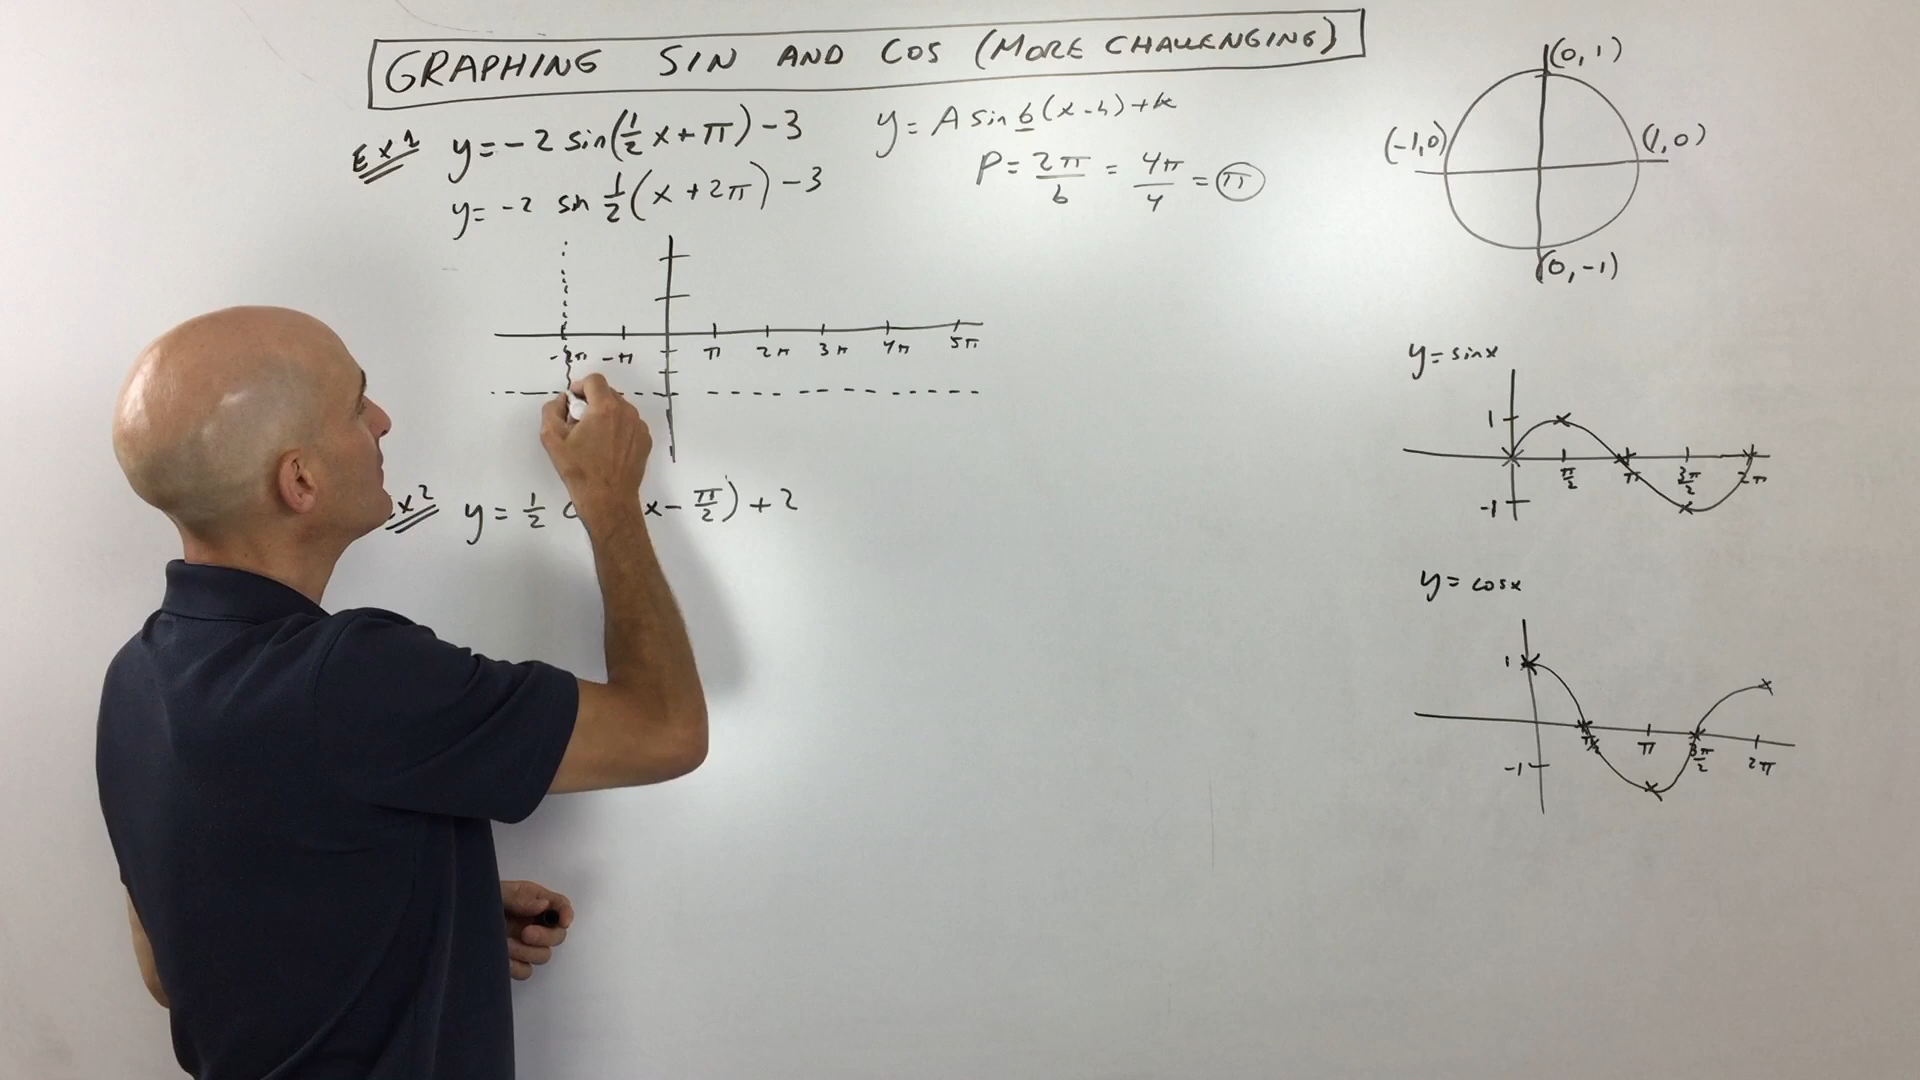 GRAPHING SIN AND COS (MORE CHALLENGING)
Ex 1 y = -2 sin(1/2 x + π) - 3
y = -2 sin 1/2 (x + 2π) - 3
y = A sin b(x-h)+k
P = 2π/b = 4π/4 = π
-2π -π π 2π 3π 4π 5π
Ex 2 y = 1/2 x - π/2) + 2
(0, 1)
(-1, 0) (1, 0)
(0, -1)
y = sin x
1
π/2 π 3π/2 2π
-1
y = cos x
1
π/2 π 3π/2 2π
-1